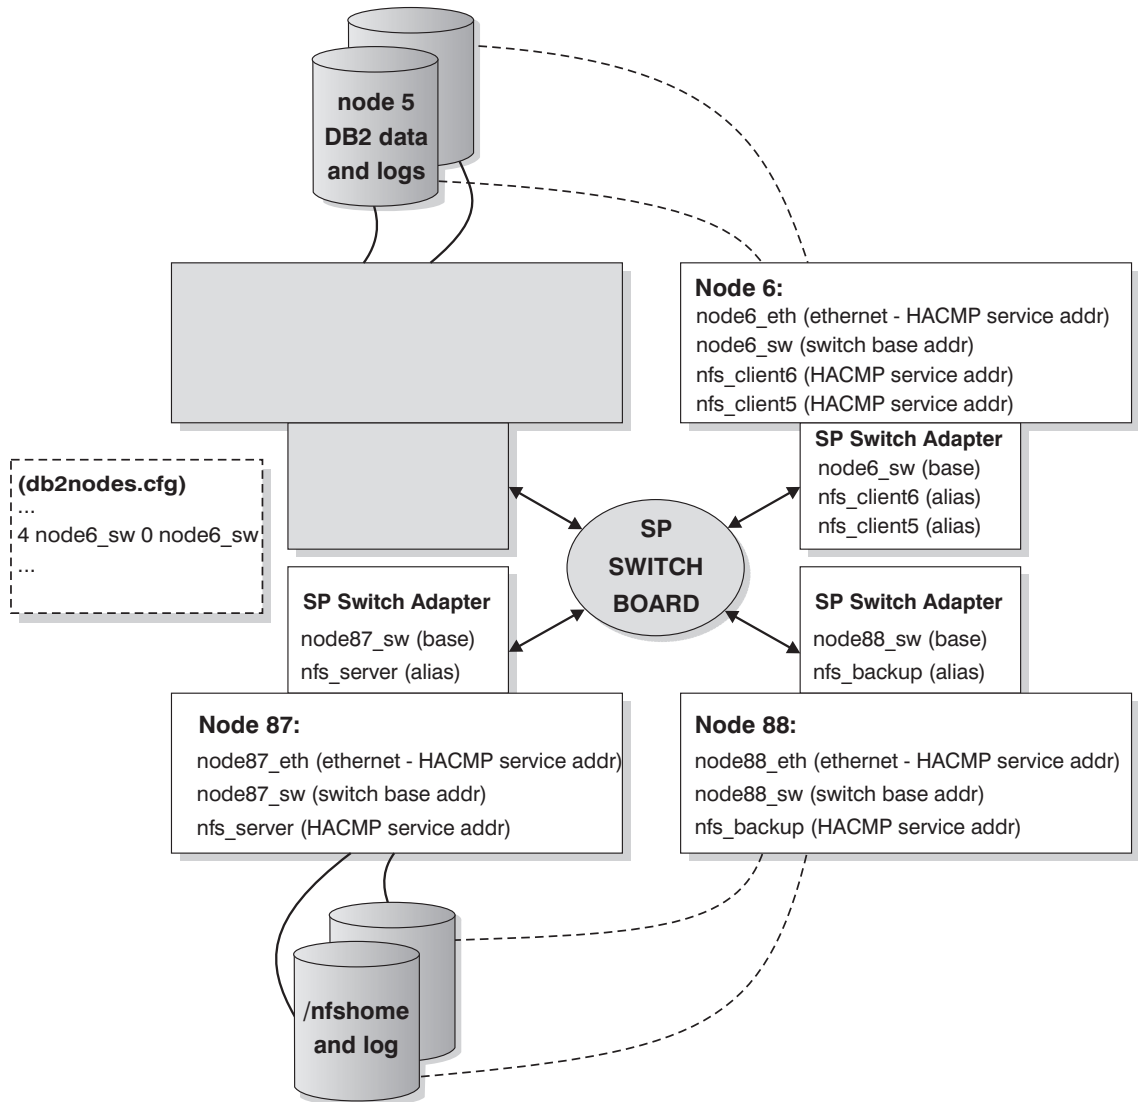 node 5
DB2 data
and logs
Node 6:
node6_eth (ethernet - HACMP service addr)
node6_sw (switch base addr)
nfs_client6 (HACMP service addr)
nfs_client5 (HACMP service addr)
SP Switch Adapter
node6_sw (base)
nfs_client6 (alias)
nfs_client5 (alias)
(db2nodes.cfg)
...
4 node6_sw 0 node6_sw
...
SP
SWITCH
BOARD
SP Switch Adapter
node87_sw (base)
nfs_server (alias)
SP Switch Adapter
node88_sw (base)
nfs_backup (alias)
Node 87:
node87_eth (ethernet - HACMP service addr)
node87_sw (switch base addr)
nfs_server (HACMP service addr)
Node 88:
node88_eth (ethernet - HACMP service addr)
node88_sw (switch base addr)
nfs_backup (HACMP service addr)
/nfshome
and log